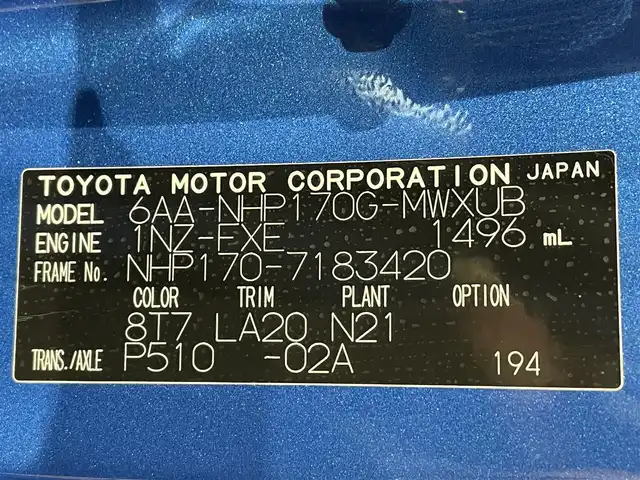 TOYOTA MOTOR CORPORATION JAPAN
MODEL 6AA-NHP170G-MWXUB
ENGINE 1NZ-FXE 1496 mL
FRAME No. NHP170-7183420
COLOR TRIM PLANT OPTION
8T7 LA20 N21
TRANS./AXLE P510 -02A 194